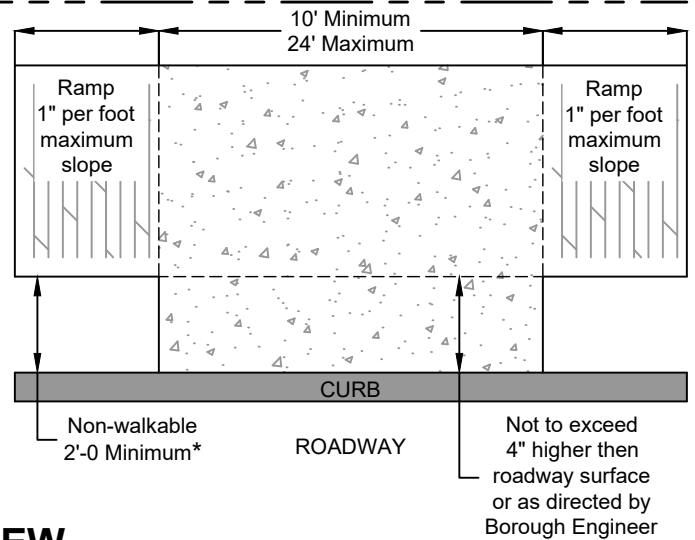 10' Minimum
24' Maximum
Ramp
1" per foot
maximum
slope
Ramp
1" per foot
maximum
slope
CURB
Non-walkable
2'-0 Minimum*
ROADWAY
Not to exceed
4" higher then
roadway surface
or as directed by
Borough Engineer